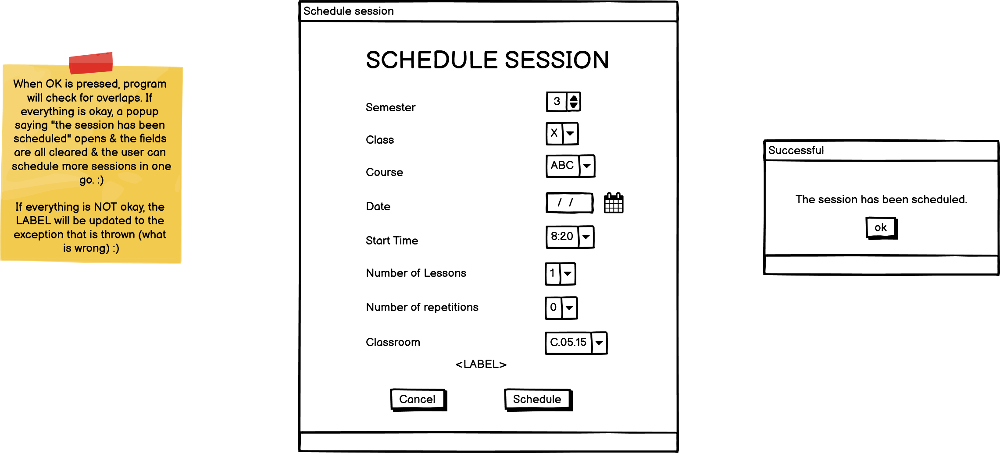 When OK is pressed, program
will check for overlaps. If
everything is okay, a popup
saying "the session has been
scheduled" opens & the fields
are all cleared & the user can
schedule more sessions in one
go. :)
If everything is NOT okay, the
LABEL will be updated to the
exception that is thrown (what
is wrong) :)
Schedule session
SCHEDULE SESSION
Semester 3
Class X
Course ABC
Date / /
Start Time 8:20
Number of Lessons 1
Number of repetitions 0
Classroom C.05.15
<LABEL>
Cancel Schedule
Successful
The session has been scheduled.
ok